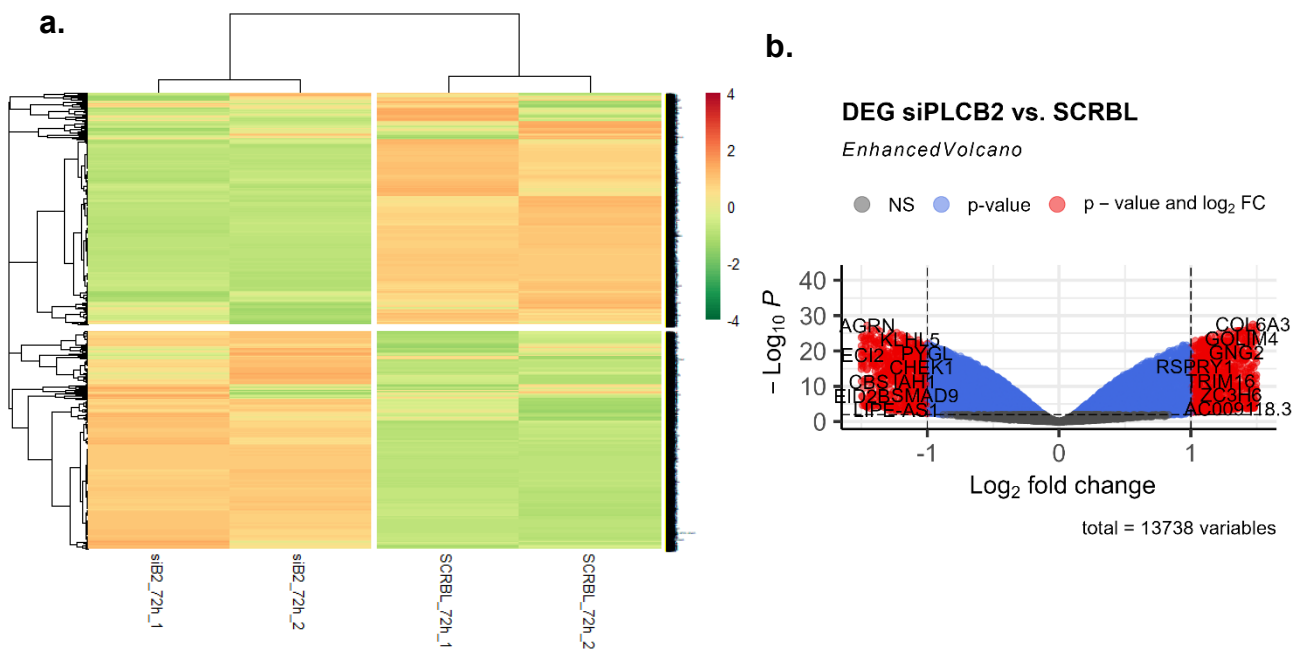 a.
4
2
0
-2
-4
siB2_72h_1
siB2_72h_2
SCRBL_72h_1
SCRBL_72h_2
b.
DEG siPLCB2 vs. SCRBL
EnhancedVolcano
NS p-value p − value and log2 FC
− Log10 P
40
30
20
10
0
AGRN COL6A3
KLHL5 GOLIM4
ECI2 PYGL GNG2
CHEK1 RSPRY1
CBS IAH1 TRIM16
EID2B SMAD9 ZC3H6
LIPE-AS1 AC009118.3
-1 0 1
Log2 fold change
total = 13738 variables